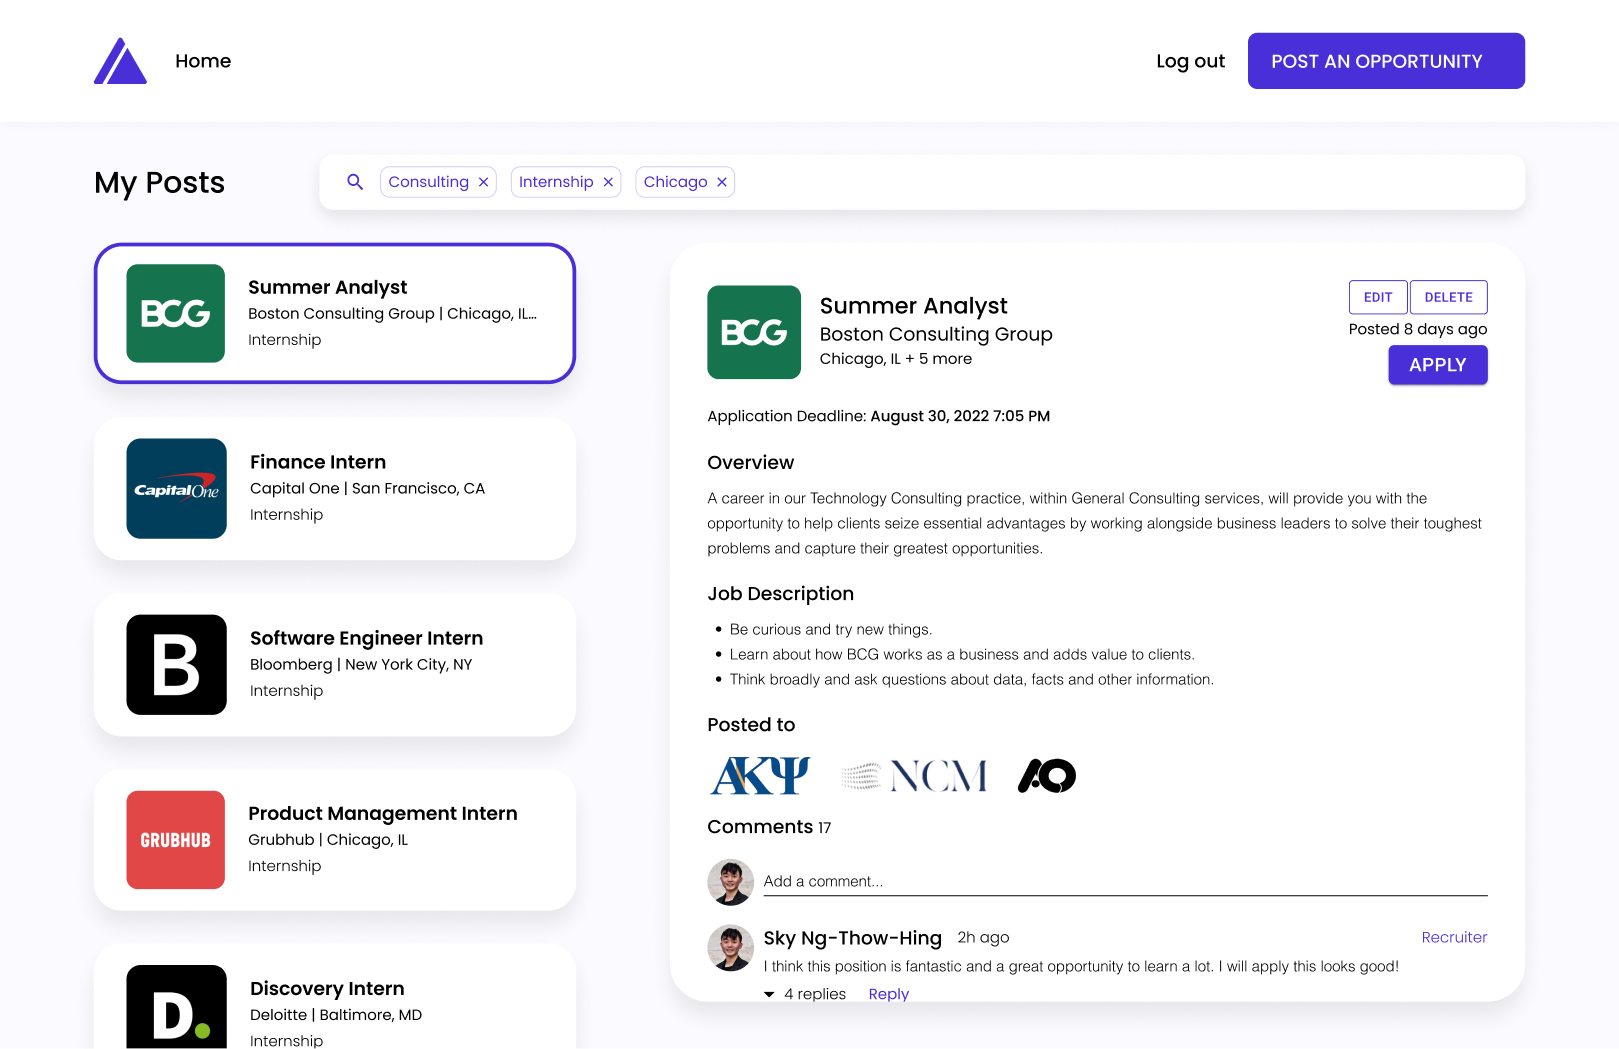 Home
Log out
POST AN OPPORTUNITY
My Posts
Consulting ×
Internship ×
Chicago ×
BCG
Summer Analyst
Boston Consulting Group | Chicago, IL...
Internship
Capital One
Finance Intern
Capital One | San Francisco, CA
Internship
B
Software Engineer Intern
Bloomberg | New York City, NY
Internship
GRUBHUB
Product Management Intern
Grubhub | Chicago, IL
Internship
D.
Discovery Intern
Deloitte | Baltimore, MD
Internship
BCG
Summer Analyst
Boston Consulting Group
Chicago, IL + 5 more
EDIT
DELETE
Posted 8 days ago
APPLY
Application Deadline: August 30, 2022 7:05 PM
Overview
A career in our Technology Consulting practice, within General Consulting services, will provide you with the
opportunity to help clients seize essential advantages by working alongside business leaders to solve their toughest
problems and capture their greatest opportunities.
Job Description
• Be curious and try new things.
• Learn about how BCG works as a business and adds value to clients.
• Think broadly and ask questions about data, facts and other information.
Posted to
ΑΚΨ
NCM
AO
Comments 17
Add a comment...
Sky Ng-Thow-Hing 2h ago
Recruiter
I think this position is fantastic and a great opportunity to learn a lot. I will apply this looks good!
4 replies Reply